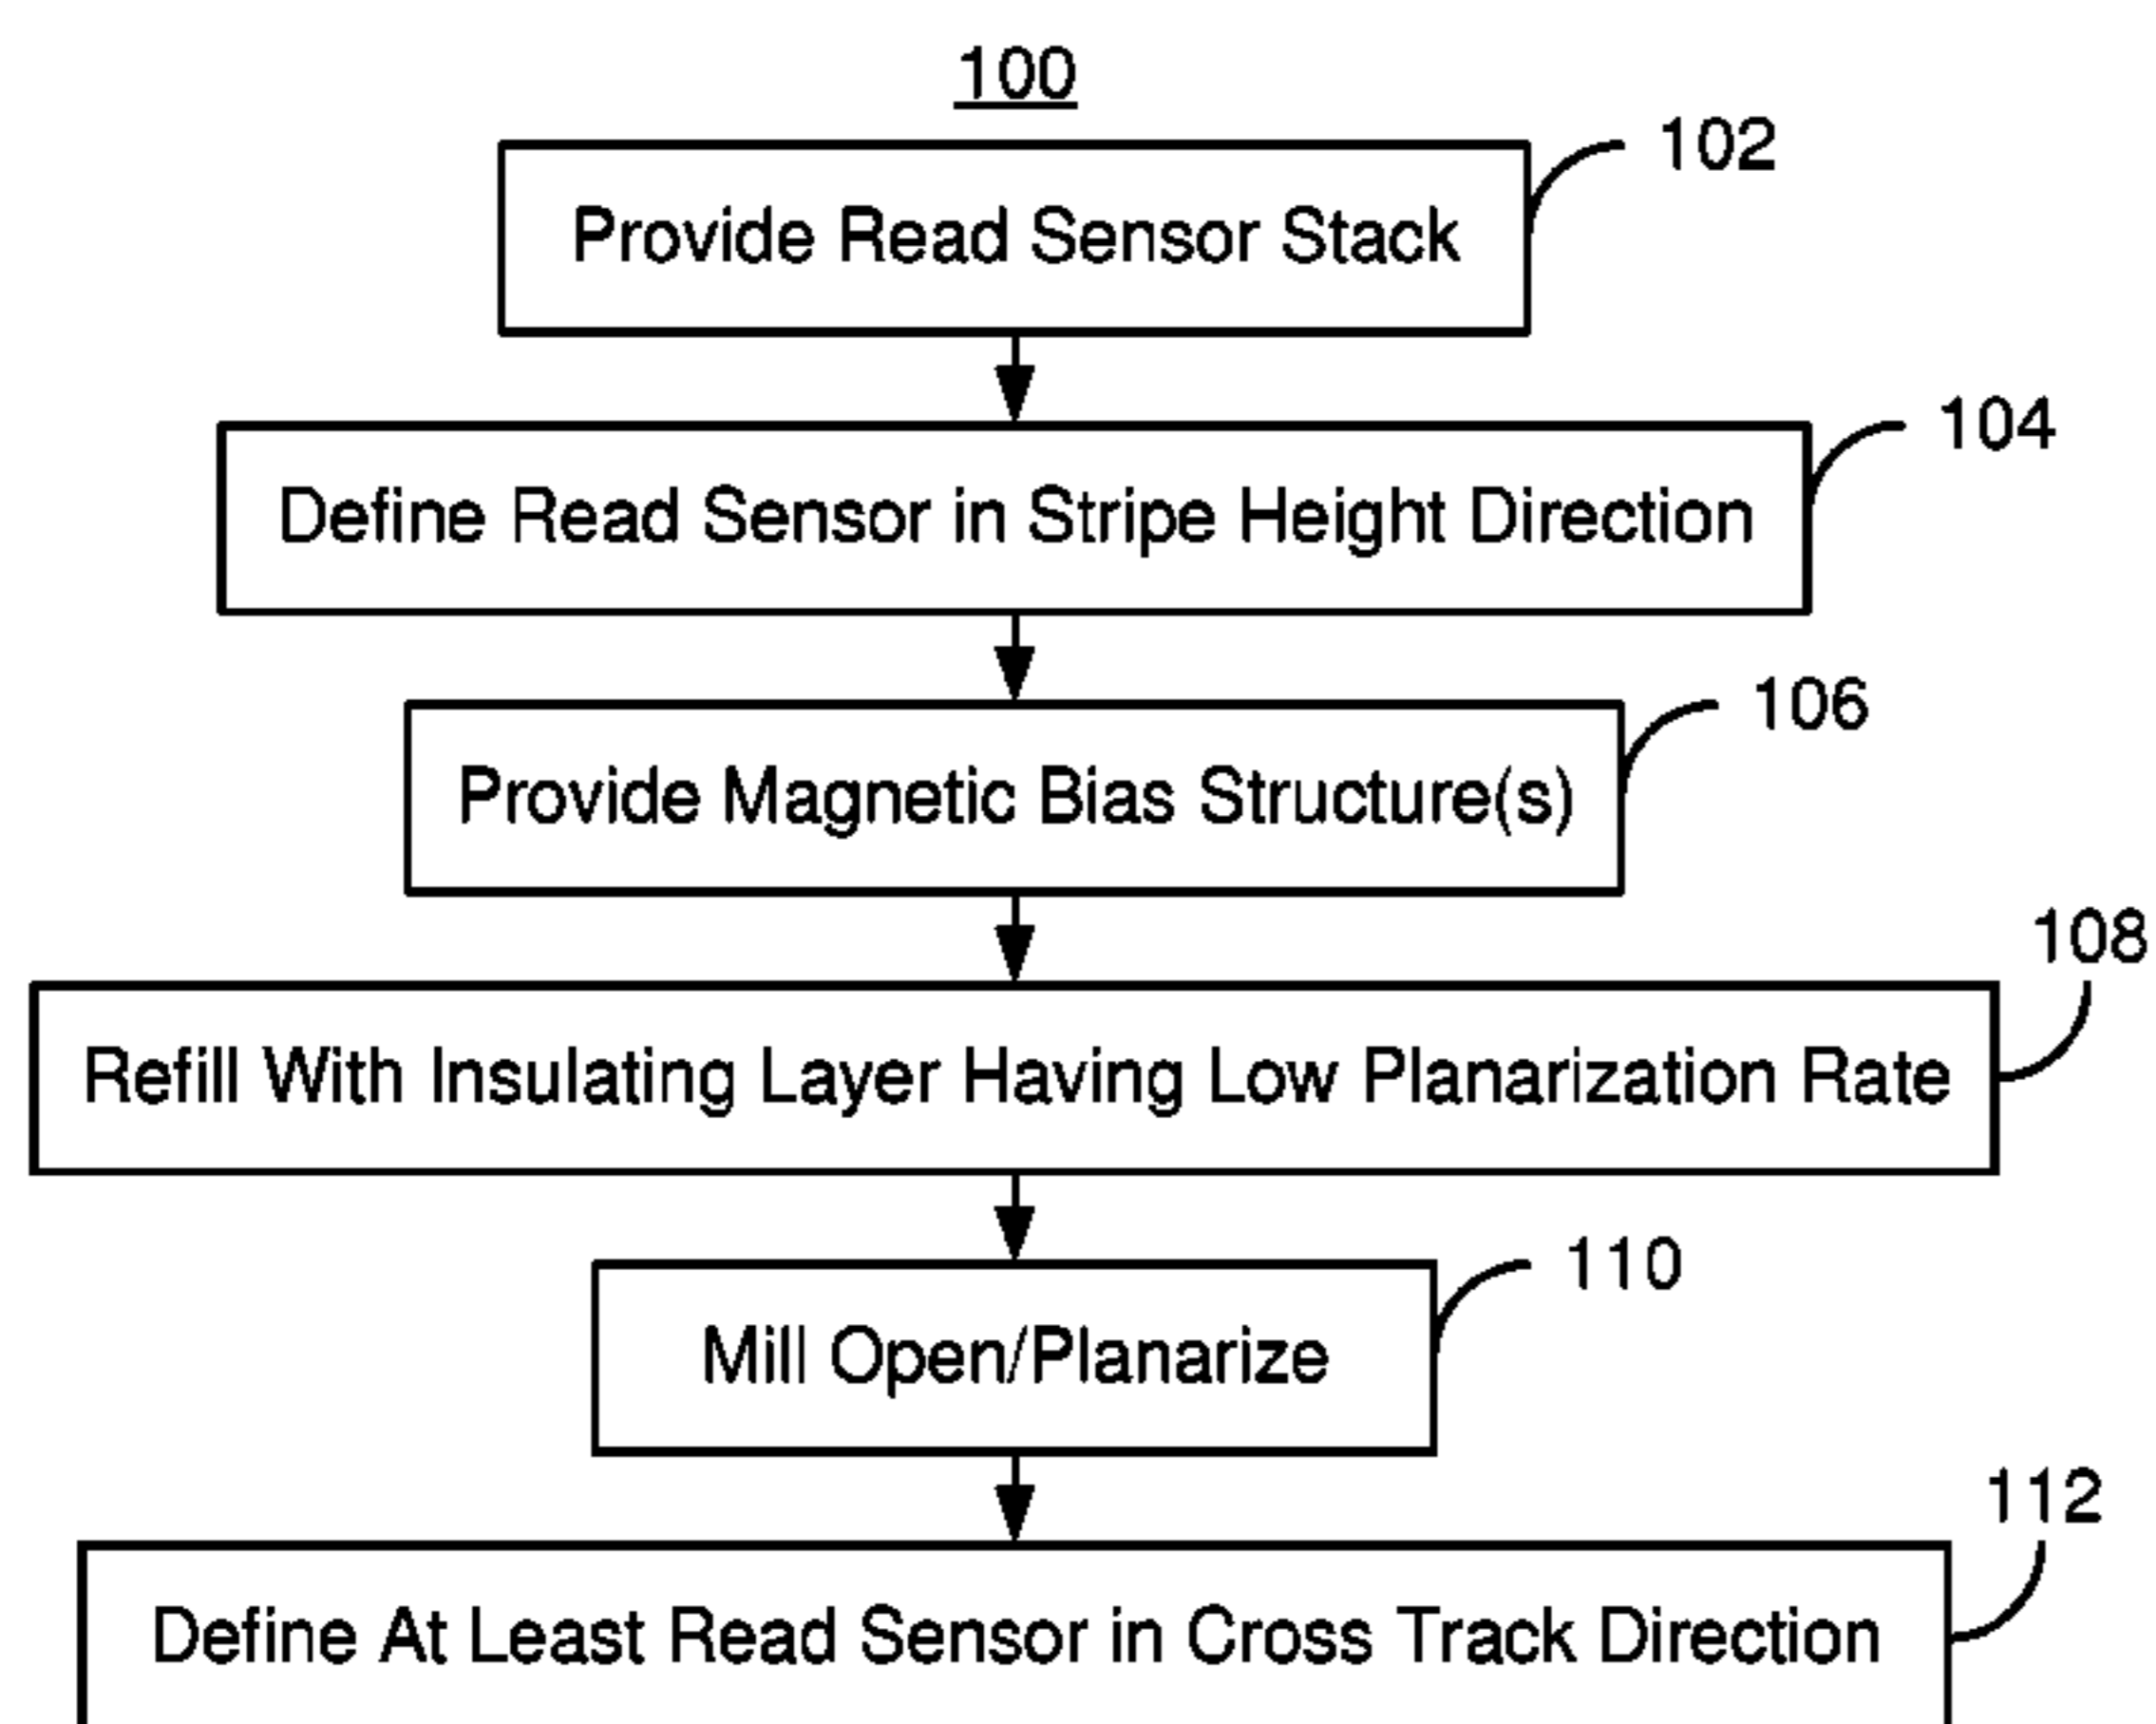 100
102
Provide Read Sensor Stack
104
Define Read Sensor in Stripe Height Direction
106
Provide Magnetic Bias Structure(s)
108
Refill With Insulating Layer Having Low Planarization Rate
110
Mill Open/Planarize
112
Define At Least Read Sensor in Cross Track Direction